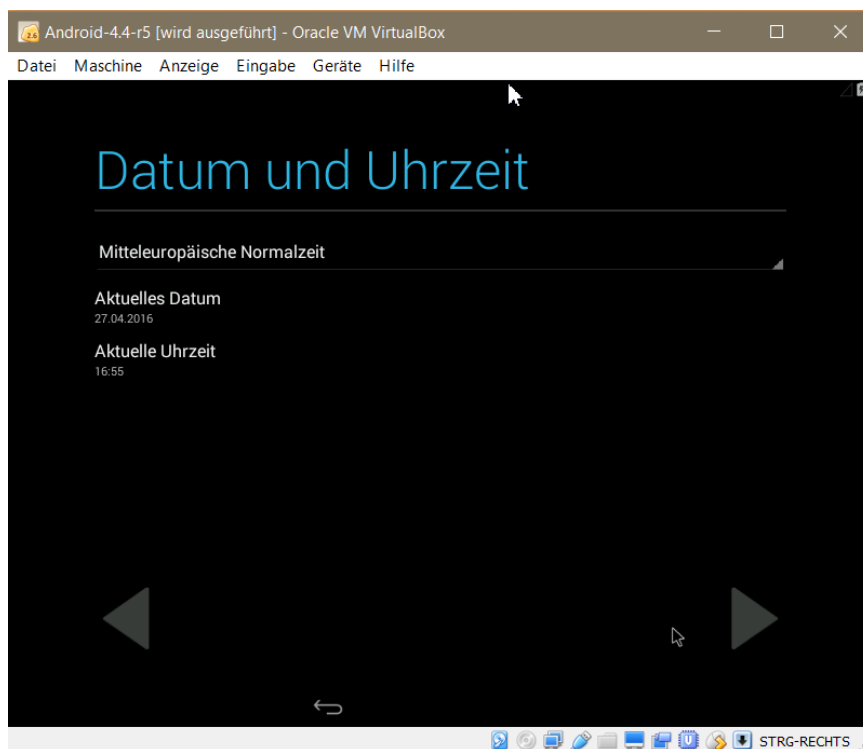 Android-4.4-r5 [wird ausgeführt] - Oracle VM VirtualBox
Datei Maschine Anzeige Eingabe Geräte Hilfe
Datum und Uhrzeit
Mitteleuropäische Normalzeit
Aktuelles Datum
27.04.2016
Aktuelle Uhrzeit
16:55
STRG-RECHTS